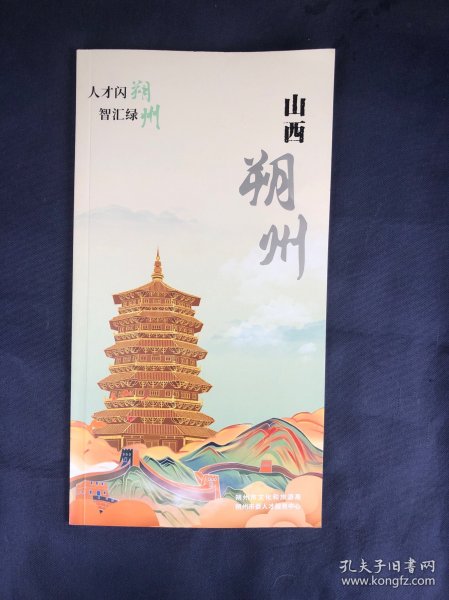 人才闪朔
智汇绿州
山西
朔州
朔州市文化和旅游局
朔州市委人才服务中心
孔夫子旧书网
www.kongfz.com